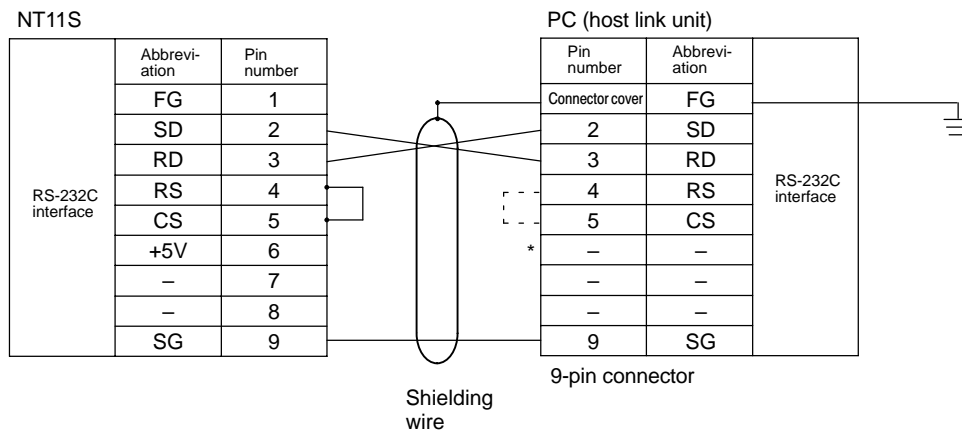 NT11S
PC (host link unit)
RS-232C
interface
Abbrevi-
ation
Pin
number
FG 1
SD 2
RD 3
RS 4
CS 5
+5V 6
– 7
– 8
SG 9
Pin
number
Abbrevi-
ation
Connector cover FG
2 SD
3 RD
4 RS
5 CS
* – –
– –
– –
9 SG
RS-232C
interface
9-pin connector
Shielding
wire